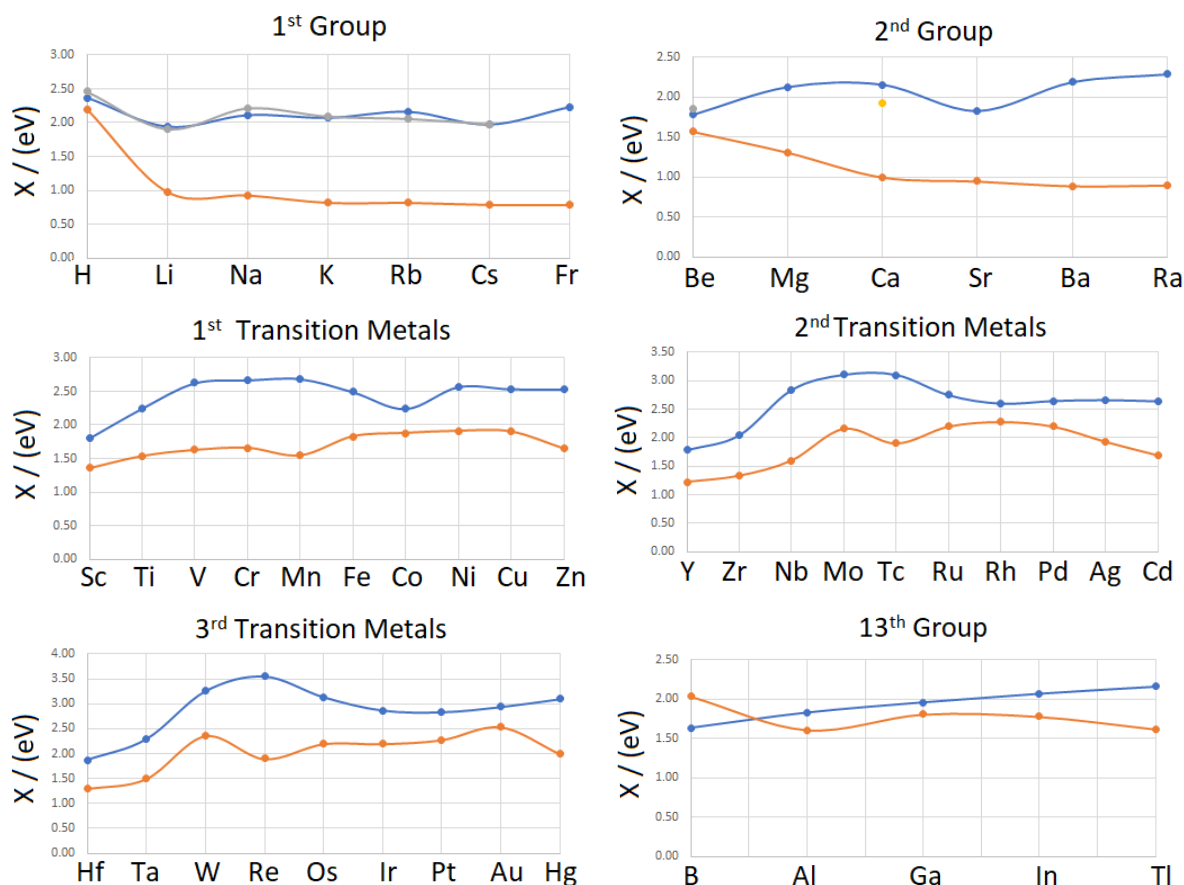 1st Group
X / (eV)
3.00
2.50
2.00
1.50
1.00
0.50
0.00
H Li Na K Rb Cs Fr
2nd Group
X / (eV)
2.50
2.00
1.50
1.00
0.50
0.00
Be Mg Ca Sr Ba Ra
1st Transition Metals
X / (eV)
3.00
2.50
2.00
1.50
1.00
0.50
0.00
Sc Ti V Cr Mn Fe Co Ni Cu Zn
2nd Transition Metals
X / (eV)
3.50
3.00
2.50
2.00
1.50
1.00
0.50
0.00
Y Zr Nb Mo Tc Ru Rh Pd Ag Cd
3rd Transition Metals
X / (eV)
4.00
3.50
3.00
2.50
2.00
1.50
1.00
0.50
0.00
Hf Ta W Re Os Ir Pt Au Hg
13th Group
X / (eV)
2.50
2.00
1.50
1.00
0.50
0.00
B Al Ga In Tl